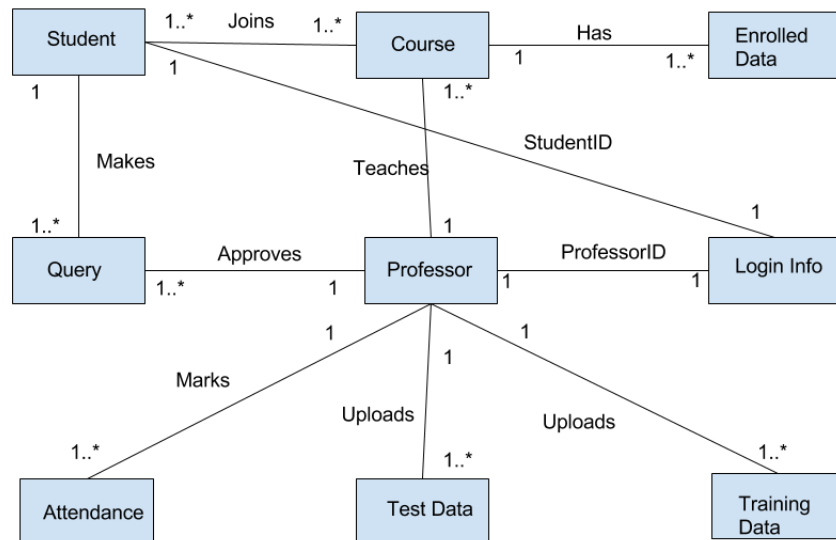 1..* Joins 1..* Has
Student Course Enrolled
Data
1 1 1..* 1 1..*
StudentID
Makes Teaches
1..* 1 1
Approves ProfessorID
Query Professor Login Info
1..* 1 1 1
1 1 1
Marks
Uploads Uploads
1..* 1..* 1..*
Attendance Test Data Training
Data